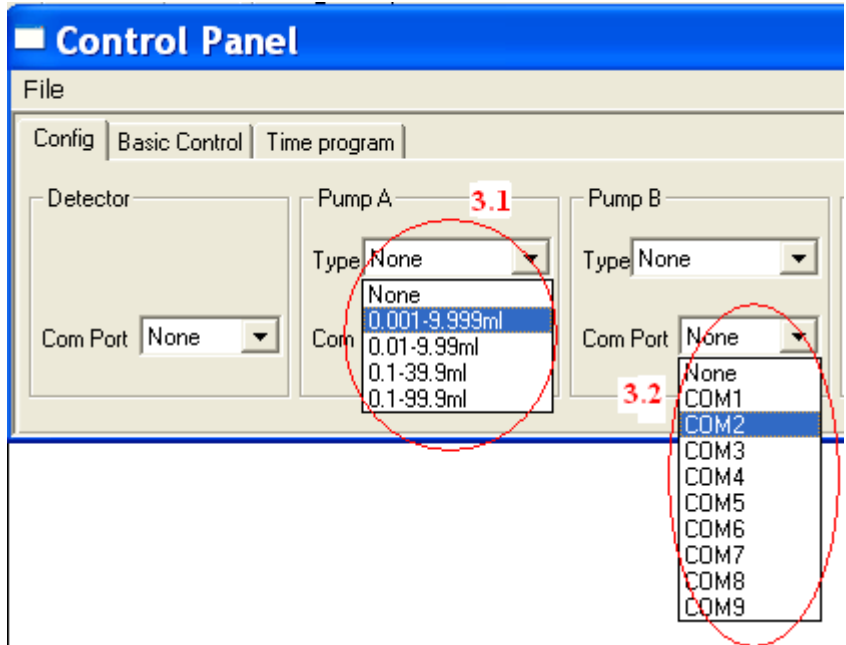 Control Panel
File
Config Basic Control Time program
Detector
Com Port None
Pump A 3.1
Type None
None
0.001-9.999ml
0.01-9.99ml
0.1-39.9ml
0.1-99.9ml
Com
Pump B
Type None
Com Port None
3.2
None
COM1
COM2
COM3
COM4
COM5
COM6
COM7
COM8
COM9